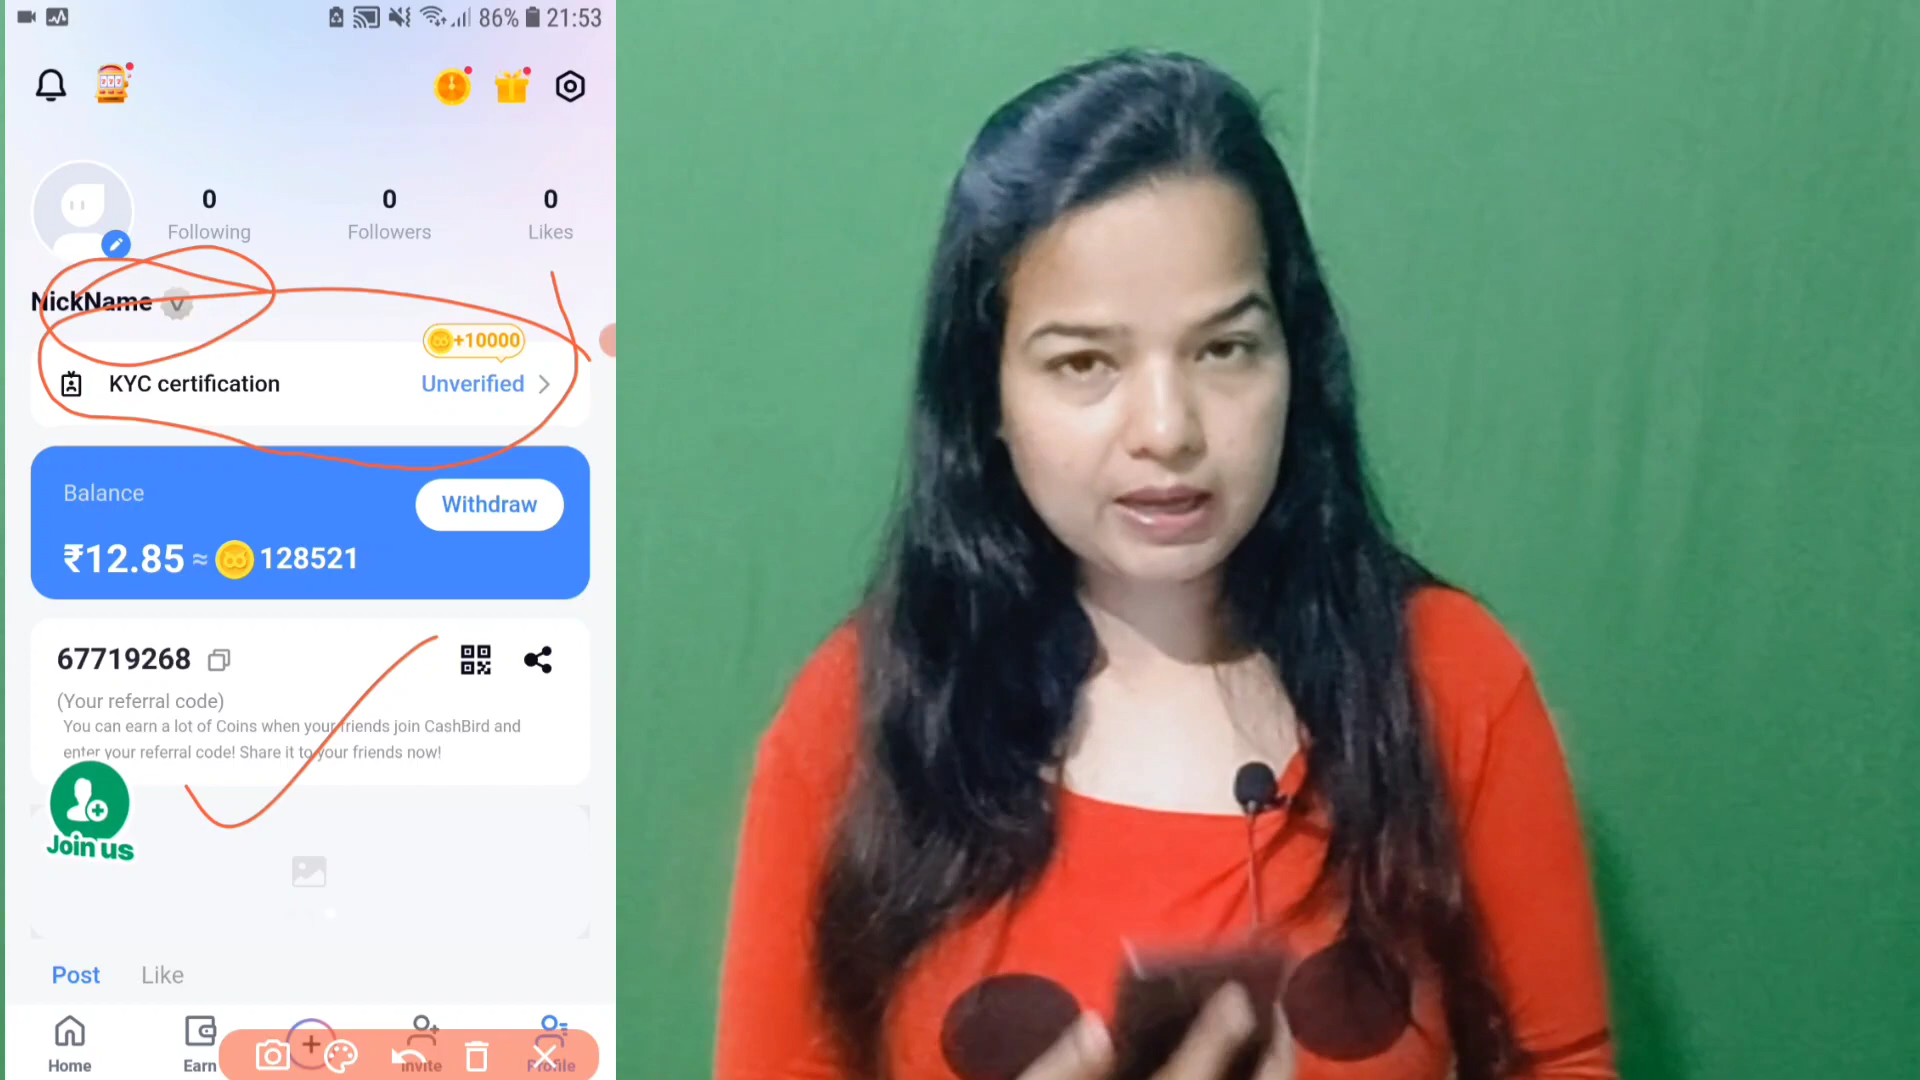 86% 21:53
0 0 0
Following Followers Likes
NickName
+10000
KYC certification Unverified
Balance
Withdraw
₹12.85 ≈ 128521
67719268
(Your referral code)
You can earn a lot of Coins when your friends join CashBird and
enter your referral code! Share it to your friends now!
Join us
Post Like
Home Earn Invite Profile